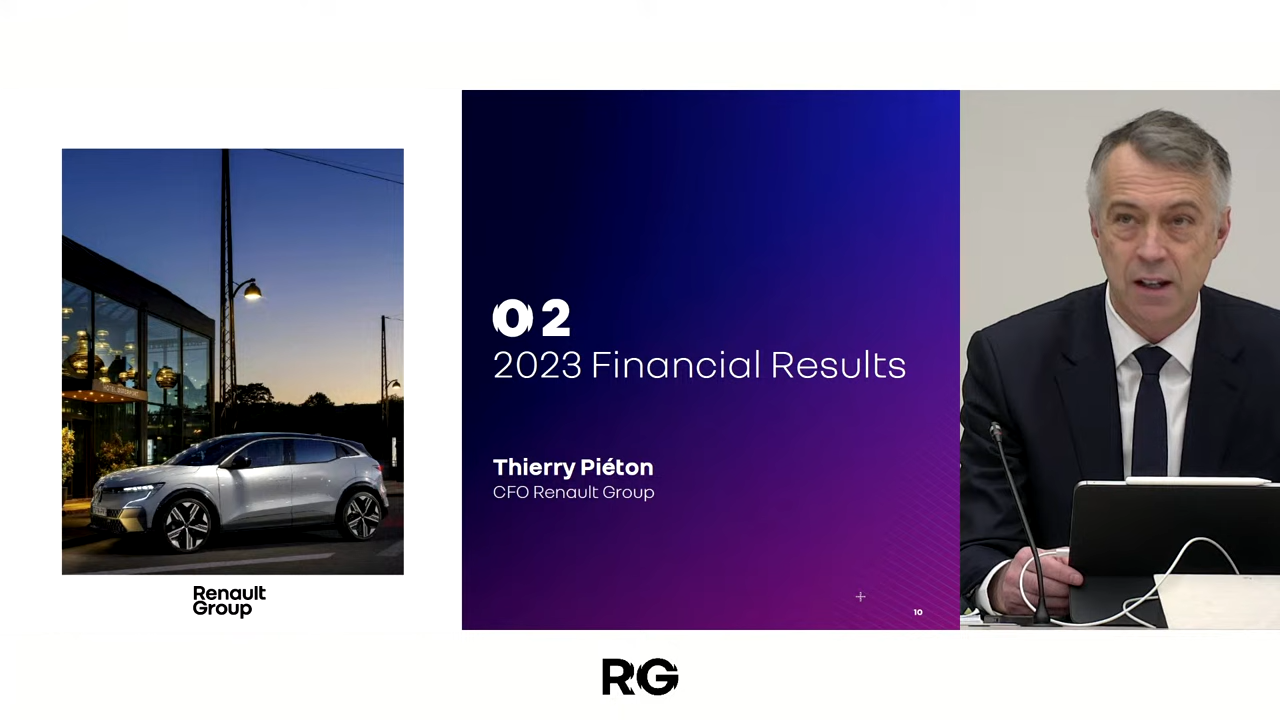 Renault
Group
02
2023 Financial Results
Thierry Piéton
CFO Renault Group
10
RG